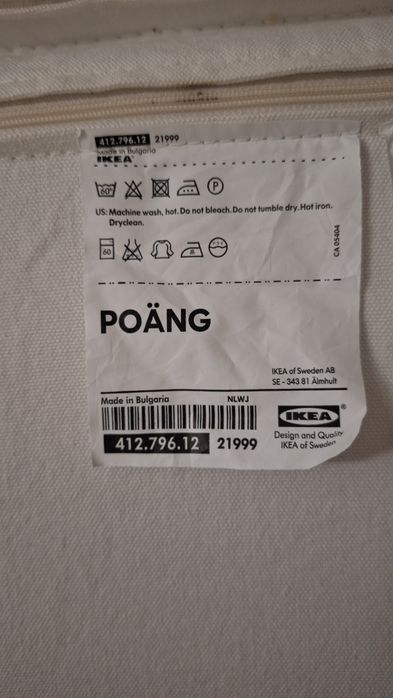 412.796.12 21999
Made in Bulgaria
IKEA
60°
P
US: Machine wash, hot. Do not bleach. Do not tumble dry. Hot iron.
Dryclean.
CA 05404
60
POÄNG
IKEA of Sweden AB
SE - 343 81 Älmhult
Made in Bulgaria NLWJ
IKEA®
412.796.12 21999
Design and Quality
IKEA of Sweden